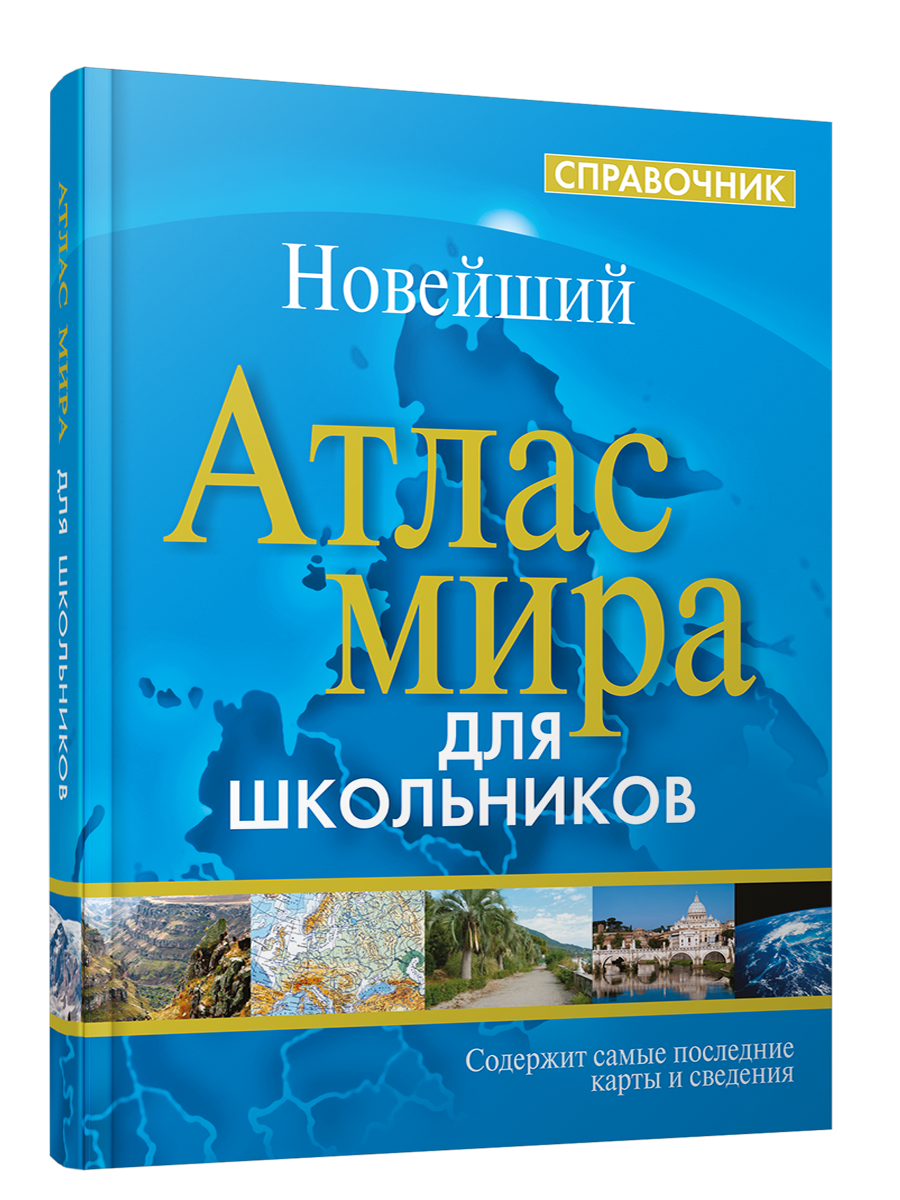 СПРАВОЧНИК
Новейший
Атлас
мира
ДЛЯ
ШКОЛЬНИКОВ
Содержит самые последние
карты и сведения
АТЛАС МИРА ДЛЯ ШКОЛЬНИКОВ